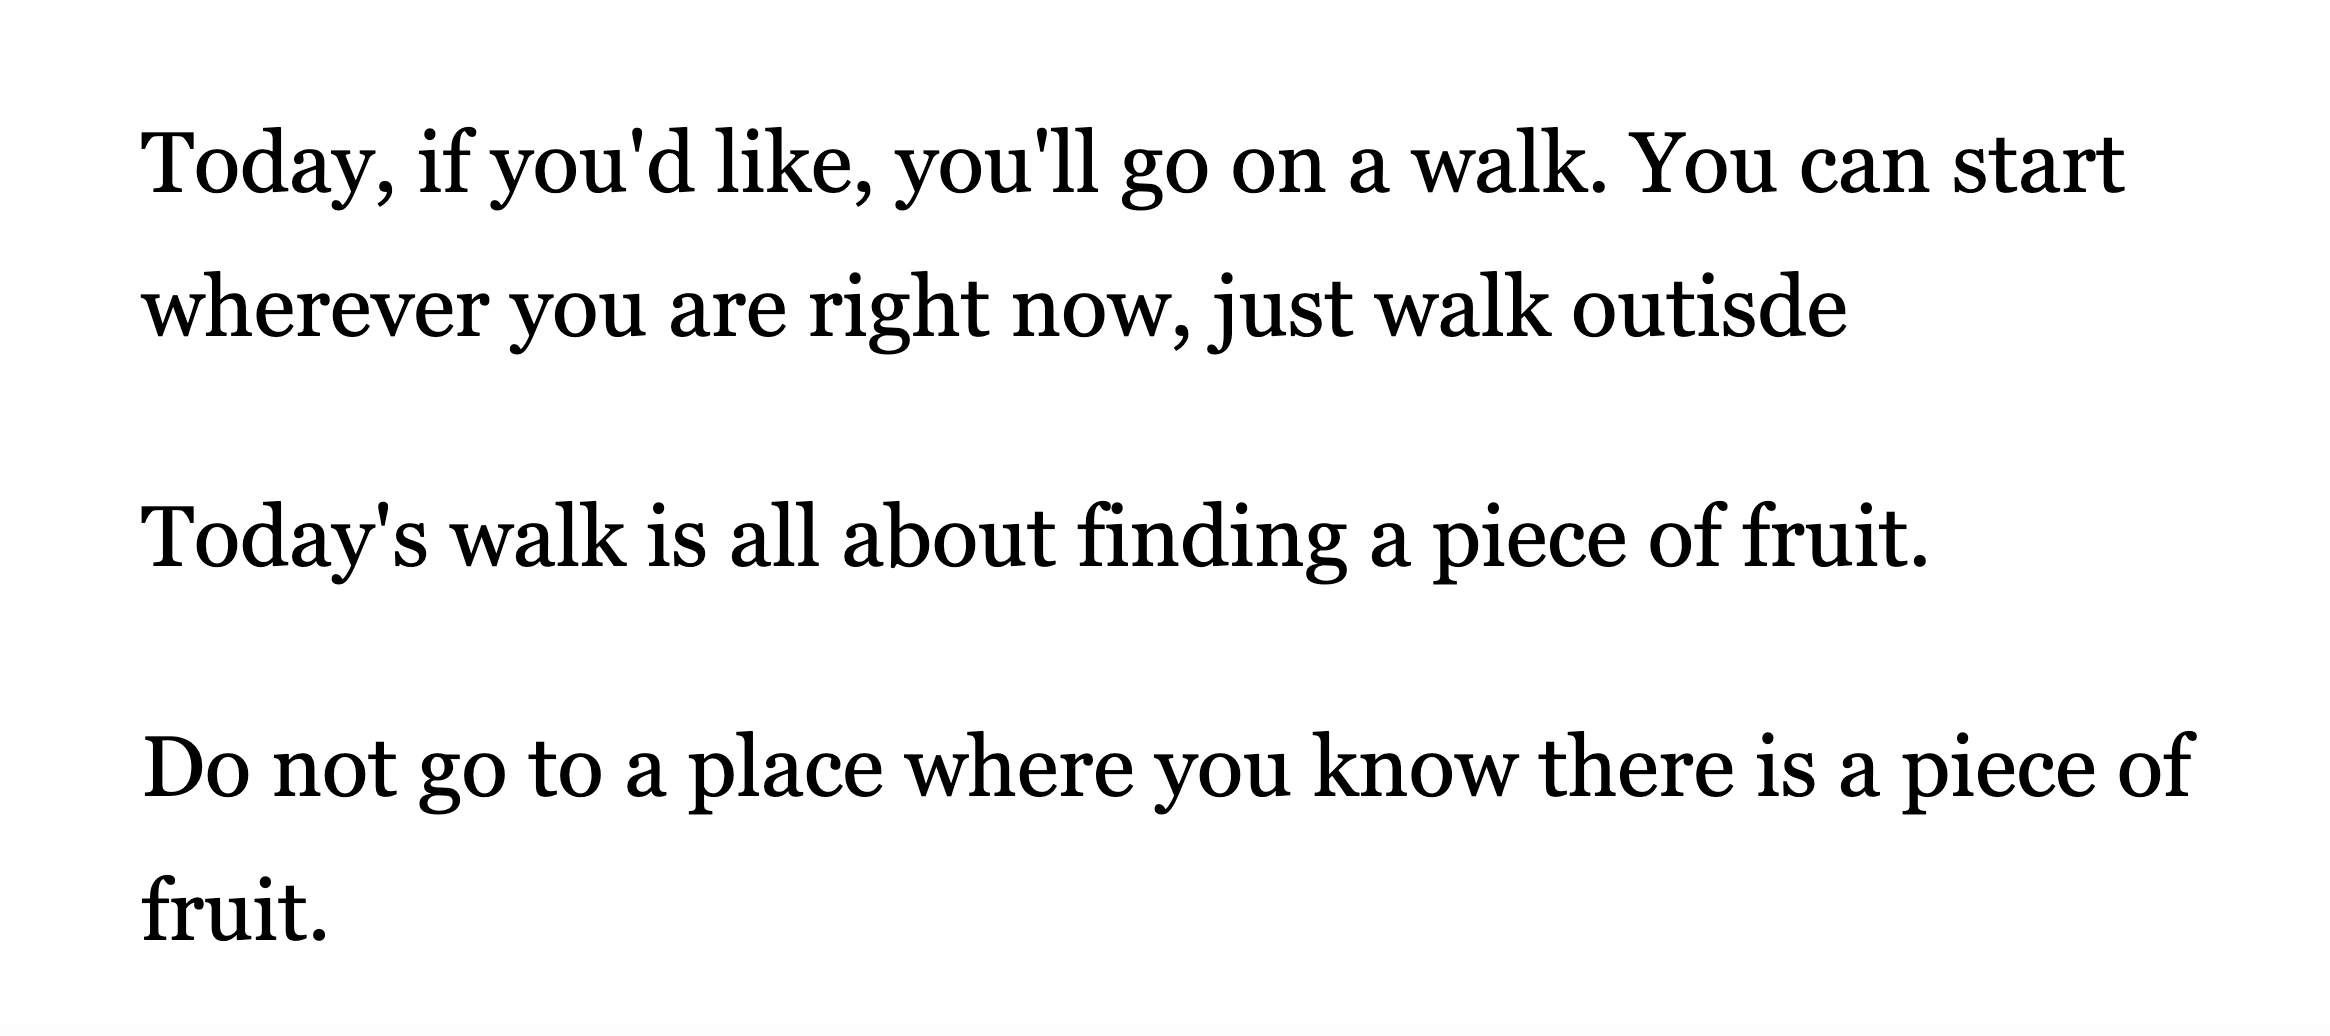 Today, if you'd like, you'll go on a walk. You can start
wherever you are right now, just walk outisde
Today's walk is all about finding a piece of fruit.
Do not go to a place where you know there is a piece of
fruit.